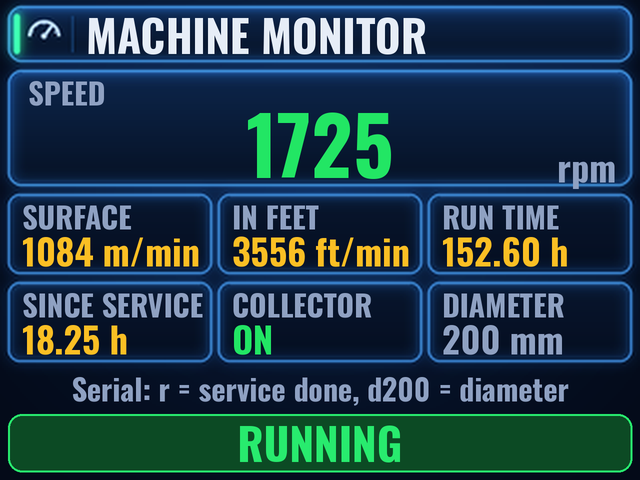 MACHINE MONITOR
SPEED
1725
rpm
SURFACE
1084 m/min
IN FEET
3556 ft/min
RUN TIME
152.60 h
SINCE SERVICE
18.25 h
COLLECTOR
ON
DIAMETER
200 mm
Serial: r = service done, d200 = diameter
RUNNING